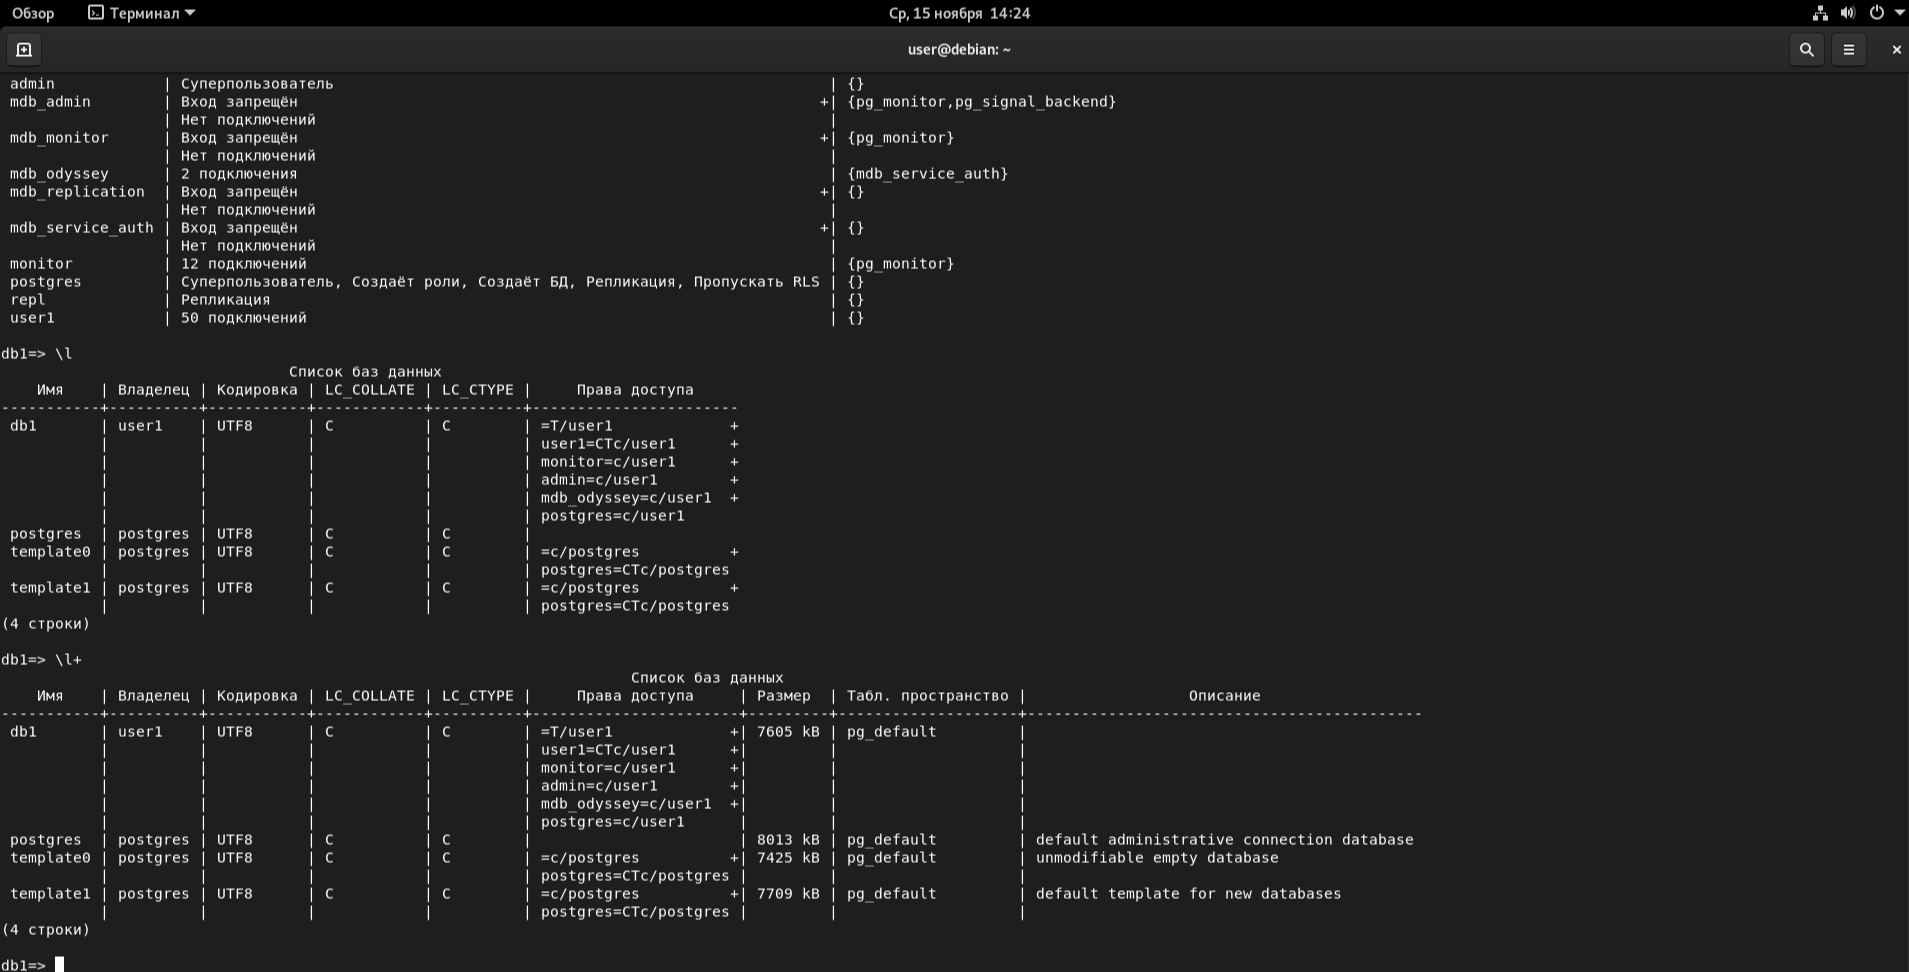 Обзор Терминал Ср, 15 ноября 14:24
user@debian: ~
admin | Суперпользователь | {}
mdb_admin | Вход запрещён +| {pg_monitor,pg_signal_backend}
| Нет подключений |
mdb_monitor | Вход запрещён +| {pg_monitor}
| Нет подключений |
mdb_odyssey | 2 подключения | {mdb_service_auth}
mdb_replication | Вход запрещён +| {}
| Нет подключений |
mdb_service_auth | Вход запрещён +| {}
| Нет подключений |
monitor | 12 подключений | {pg_monitor}
postgres | Суперпользователь, Создаёт роли, Создаёт БД, Репликация, Пропускать RLS | {}
repl | Репликация | {}
user1 | 50 подключений | {}
db1=> \l
Список баз данных
Имя | Владелец | Кодировка | LC_COLLATE | LC_CTYPE | Права доступа
-----------+----------+-----------+------------+----------+-----------------------
db1 | user1 | UTF8 | C | C | =T/user1 +
| | | | | user1=CTc/user1 +
| | | | | monitor=c/user1 +
| | | | | admin=c/user1 +
| | | | | mdb_odyssey=c/user1 +
| | | | | postgres=c/user1
postgres | postgres | UTF8 | C | C |
template0 | postgres | UTF8 | C | C | =c/postgres +
| | | | | postgres=CTc/postgres
template1 | postgres | UTF8 | C | C | =c/postgres +
| | | | | postgres=CTc/postgres
(4 строки)
db1=> \l+
Список баз данных
Имя | Владелец | Кодировка | LC_COLLATE | LC_CTYPE | Права доступа | Размер | Табл. пространство | Описание
-----------+----------+-----------+------------+----------+-----------------------+---------+--------------------+--------------------------------------------
db1 | user1 | UTF8 | C | C | =T/user1 +| 7605 kB | pg_default |
| | | | | user1=CTc/user1 +| | |
| | | | | monitor=c/user1 +| | |
| | | | | admin=c/user1 +| | |
| | | | | mdb_odyssey=c/user1 +| | |
| | | | | postgres=c/user1 | | |
postgres | postgres | UTF8 | C | C | | 8013 kB | pg_default | default administrative connection database
template0 | postgres | UTF8 | C | C | =c/postgres +| 7425 kB | pg_default | unmodifiable empty database
| | | | | postgres=CTc/postgres | | |
template1 | postgres | UTF8 | C | C | =c/postgres +| 7709 kB | pg_default | default template for new databases
| | | | | postgres=CTc/postgres | | |
(4 строки)
db1=>